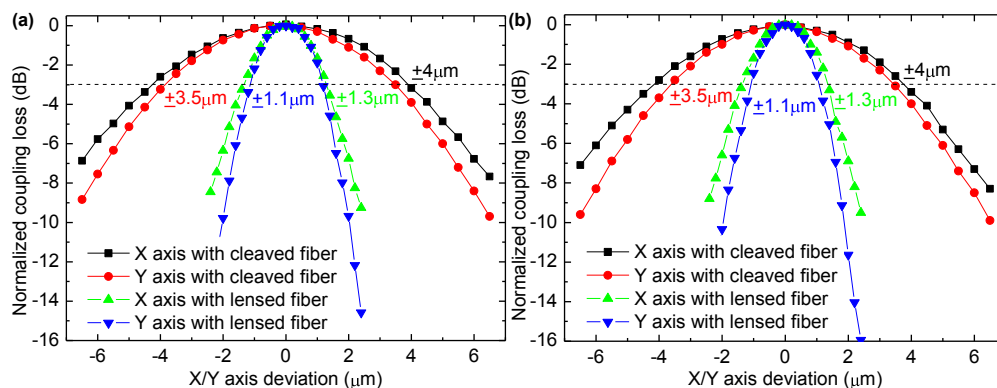 (a)
Normalized coupling loss (dB)
0
-2
-4
-6
-8
-10
-12
-14
-16
±4μm
±3.5μm
±1.1μm
±1.3μm
X axis with cleaved fiber
Y axis with cleaved fiber
X axis with lensed fiber
Y axis with lensed fiber
-6 -4 -2 0 2 4 6
X/Y axis deviation (μm)
(b)
Normalized coupling loss (dB)
0
-2
-4
-6
-8
-10
-12
-14
-16
±4μm
±3.5μm
±1.1μm
±1.3μm
X axis with cleaved fiber
Y axis with cleaved fiber
X axis with lensed fiber
Y axis with lensed fiber
-6 -4 -2 0 2 4 6
X/Y axis deviation (μm)